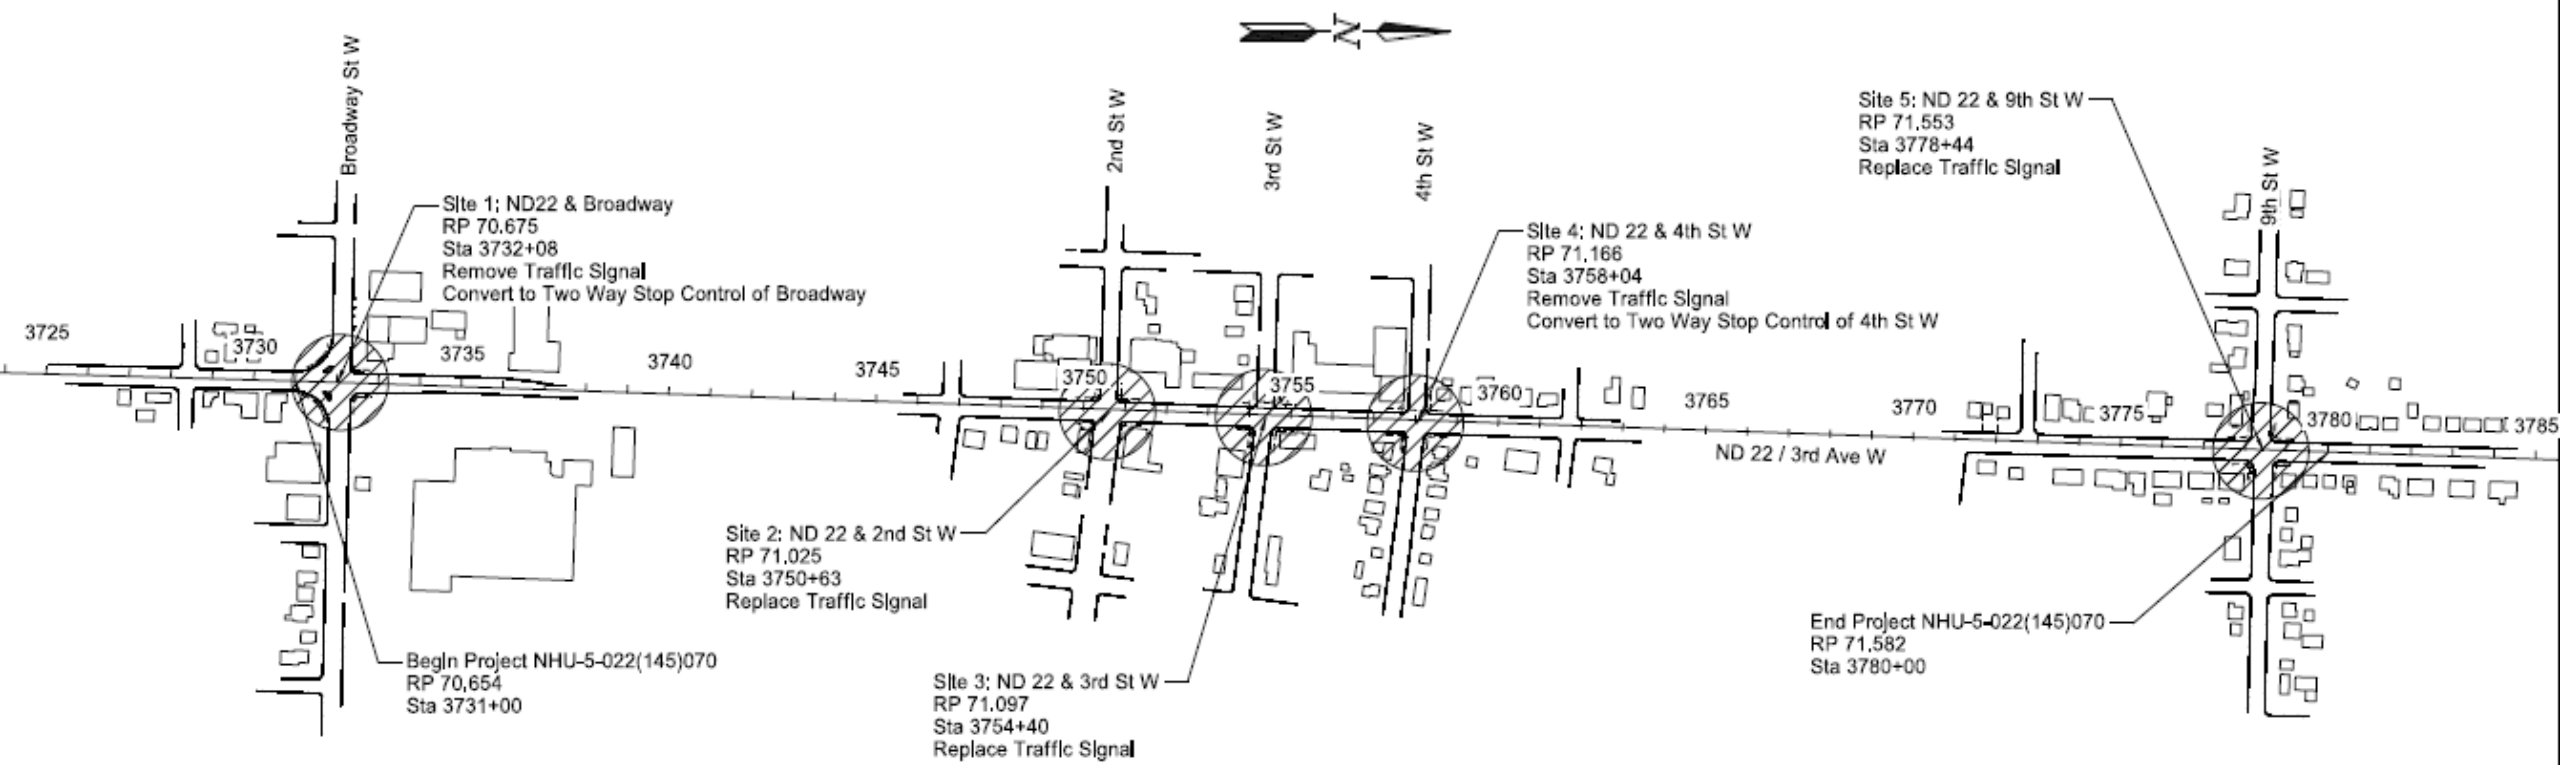 N
Broadway St W
2nd St W
3rd St W
4th St W
9th St W
Site 5: ND 22 & 9th St W
RP 71.553
Sta 3778+44
Replace Traffic Signal
Site 1: ND22 & Broadway
RP 70.675
Sta 3732+08
Remove Traffic Signal
Convert to Two Way Stop Control of Broadway
Site 4: ND 22 & 4th St W
RP 71.166
Sta 3758+04
Remove Traffic Signal
Convert to Two Way Stop Control of 4th St W
3725
3730
3735
3740
3745
3750
3755
3760
3765
3770
3775
3780
3785
ND 22 / 3rd Ave W
Site 2: ND 22 & 2nd St W
RP 71.025
Sta 3750+63
Replace Traffic Signal
Begin Project NHU-5-022(145)070
RP 70.654
Sta 3731+00
Site 3: ND 22 & 3rd St W
RP 71.097
Sta 3754+40
Replace Traffic Signal
End Project NHU-5-022(145)070
RP 71.582
Sta 3780+00